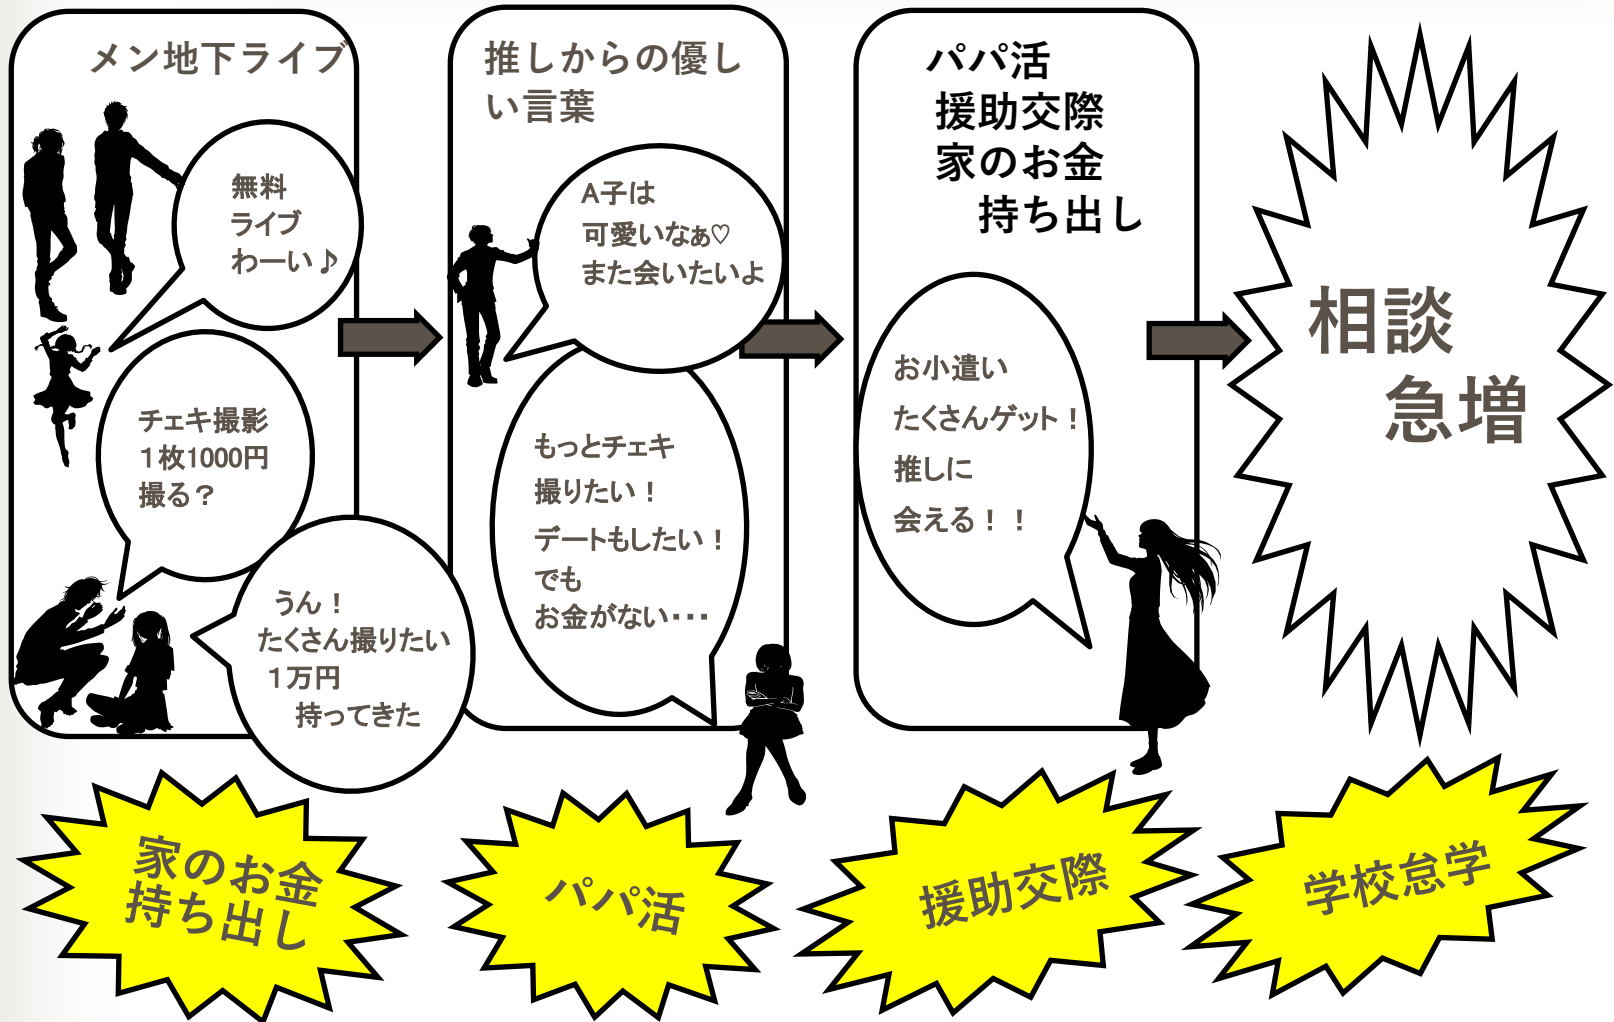 メン地下ライブ
無料
ライブ
わーい♪
チェキ撮影
１枚1000円
撮る？
うん！
たくさん撮りたい
１万円
持ってきた
推しからの優し
い言葉
A子は
可愛いなぁ♡
また会いたいよ
もっとチェキ
撮りたい！
デートもしたい！
でも
お金がない・・・
パパ活
援助交際
家のお金
持ち出し
お小遣い
たくさんゲット！
推しに
会える！！
相談
急増
家のお金
持ち出し
パパ活
援助交際
学校怠学